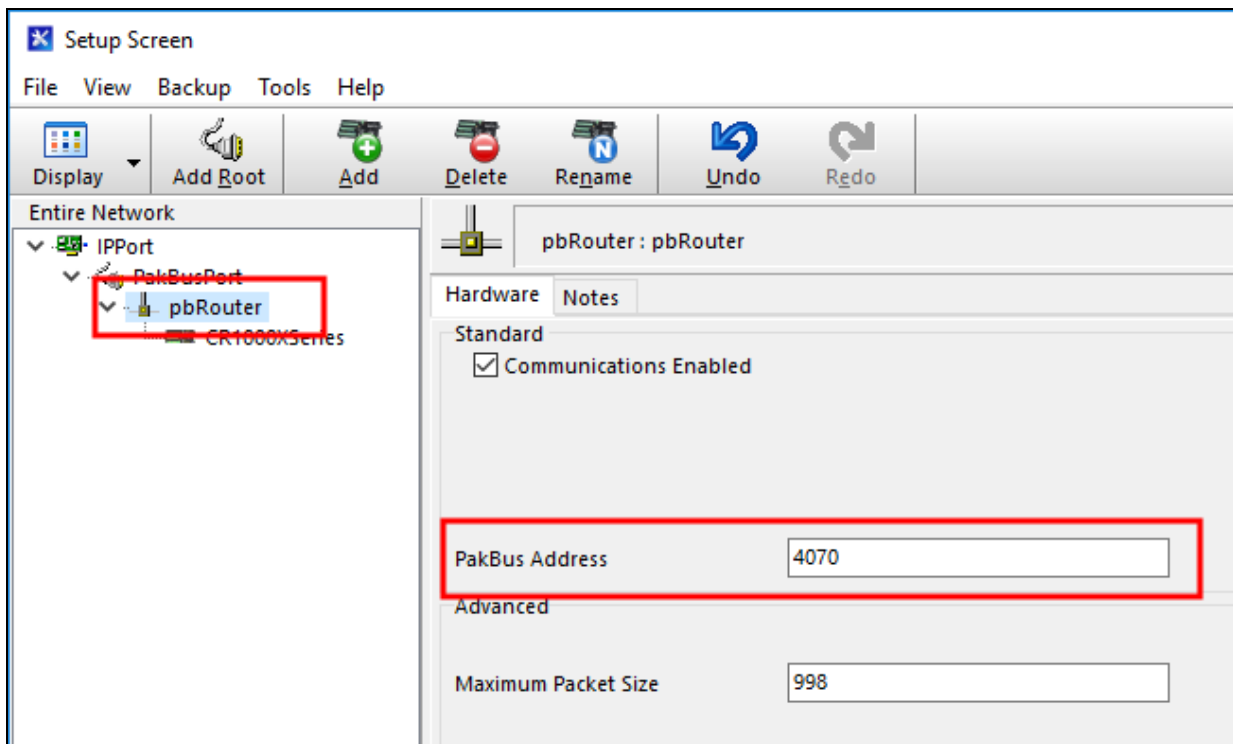 Setup Screen
File View Backup Tools Help
Display Add Root Add Delete Rename Undo Redo
Entire Network
IPPort
PakBusPort
pbRouter
CR1000XSeries
pbRouter : pbRouter
Hardware Notes
Standard
Communications Enabled
PakBus Address 4070
Advanced
Maximum Packet Size 998